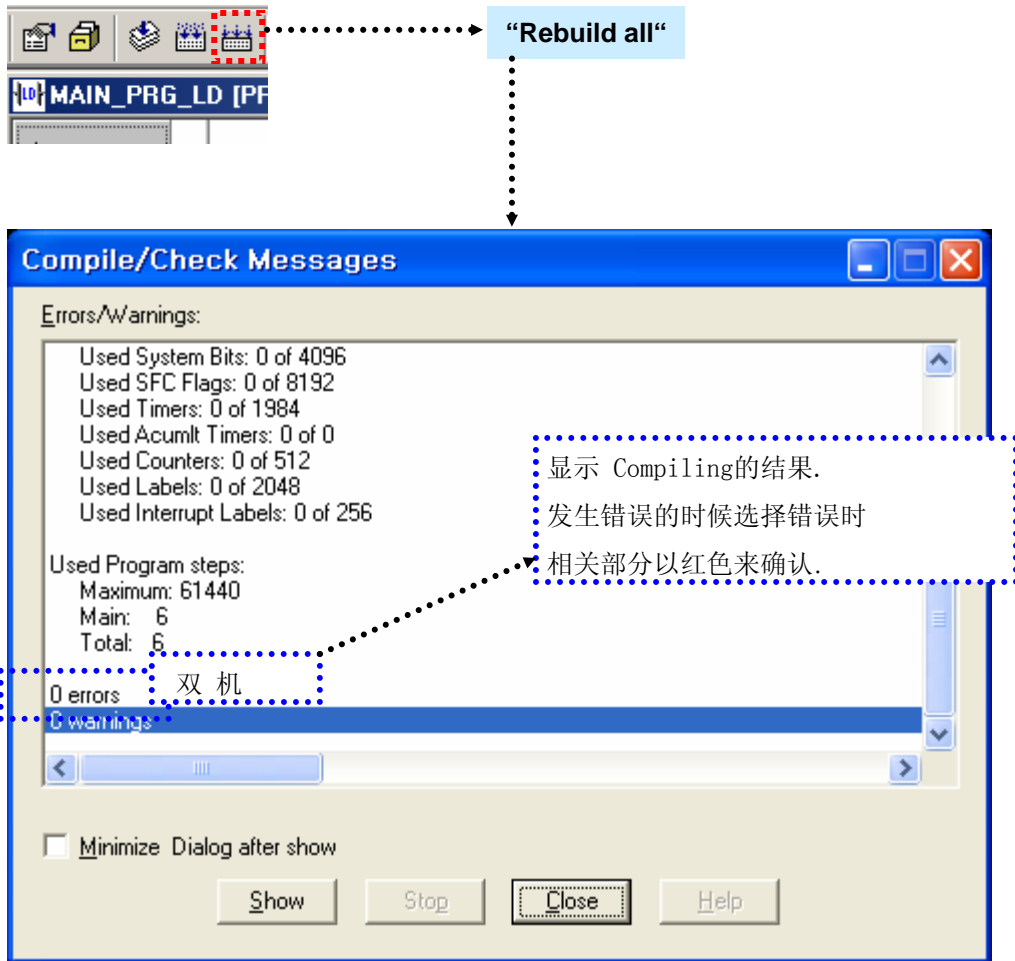 “Rebuild all“
MAIN_PRG_LD [PF
Compile/Check Messages
Errors/Warnings:
Used System Bits: 0 of 4096
Used SFC Flags: 0 of 8192
Used Timers: 0 of 1984
Used Acumlt Timers: 0 of 0
Used Counters: 0 of 512
Used Labels: 0 of 2048
Used Interrupt Labels: 0 of 256
显示 Compiling的结果.
发生错误的时候选择错误时
相关部分以红色来确认.
Used Program steps:
Maximum: 61440
Main: 6
Total: 6
双 机
0 errors
0 warnings
Minimize Dialog after show
Show Stop Close Help